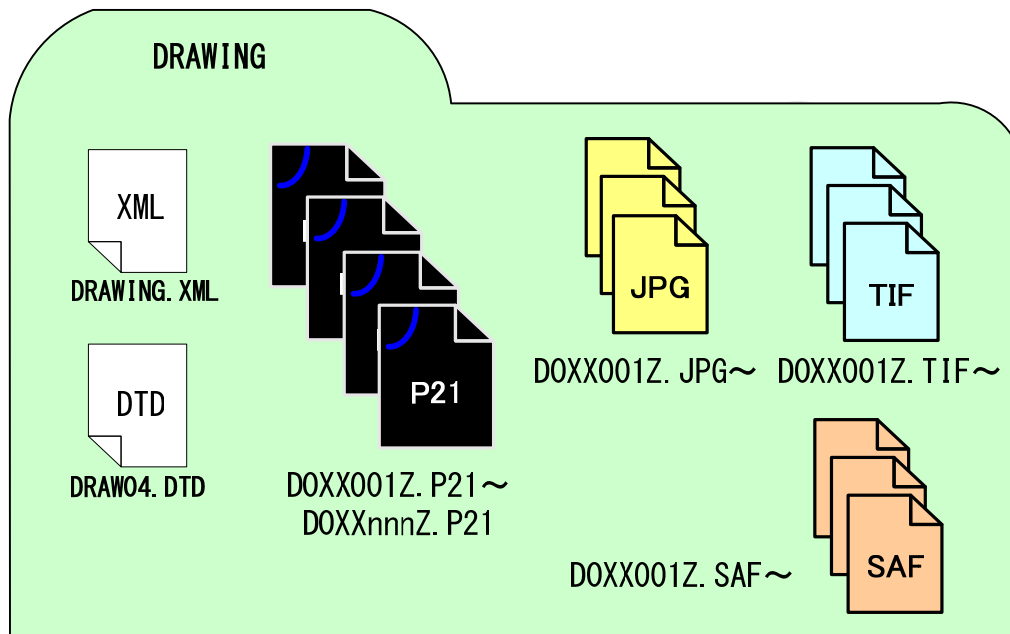 DRAWING
XML
DRAWING.XML
DTD
DRAW04.DTD
P21
D0XX001Z.P21～
D0XXnnnZ.P21
JPG
D0XX001Z.JPG～
TIF
D0XX001Z.TIF～
SAF
D0XX001Z.SAF～